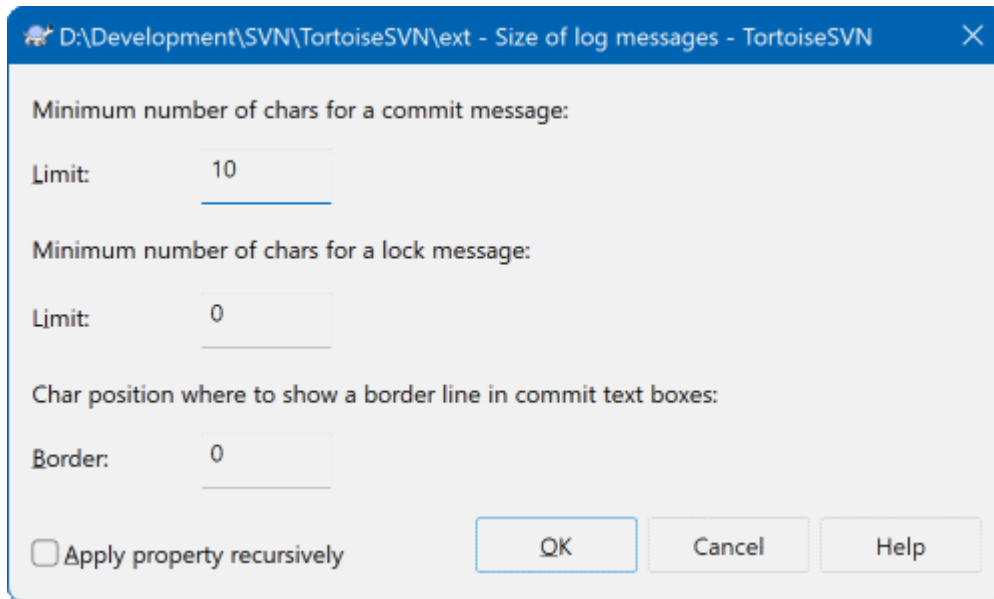 D:\Development\SVN\TortoiseSVN\ext - Size of log messages - TortoiseSVN
Minimum number of chars for a commit message:
Limit: 10
Minimum number of chars for a lock message:
Limit: 0
Char position where to show a border line in commit text boxes:
Border: 0
Apply property recursively OK Cancel Help